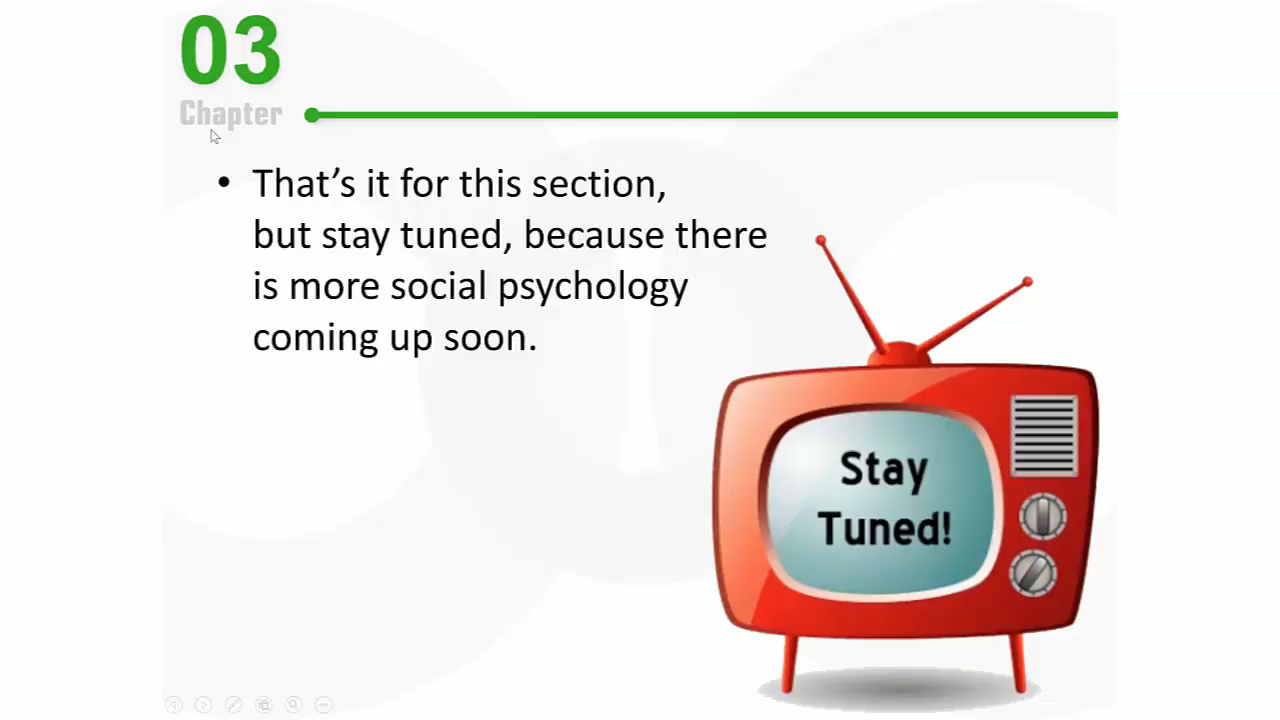 03
Chapter
• That’s it for this section,
but stay tuned, because there
is more social psychology
coming up soon.
Stay
Tuned!